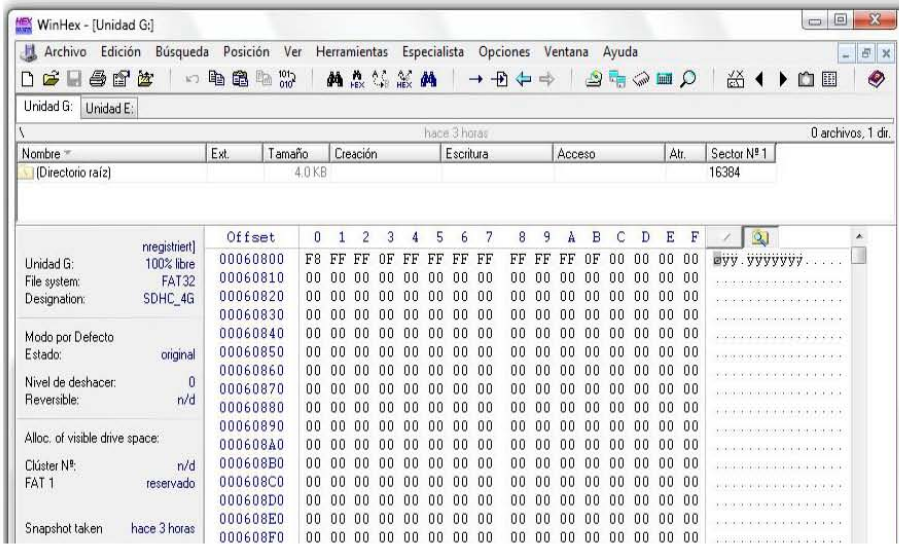 WinHex - [Unidad G:]
Archivo Edición Búsqueda Posición Ver Herramientas Especialista Opciones Ventana Ayuda
Unidad G: Unidad E:
\ hace 3 horas 0 archivos, 1 dir.
Nombre Ext. Tamaño Creación Escritura Acceso Atr. Sector Nº 1
(Directorio raíz) 4.0 KB 16384
nregistriert]
Unidad G: 100% libre
File system: FAT32
Designation: SDHC_4G
Modo por Defecto
Estado: original
Nivel de deshacer: 0
Reversible: n/d
Alloc. of visible drive space:
Clúster Nº: n/d
FAT 1 reservado
Snapshot taken hace 3 horas
Offset 0 1 2 3 4 5 6 7 8 9 A B C D E F
00060800 F8 FF FF 0F FF FF FF FF FF FF FF 0F 00 00 00 00 øÿÿ.ÿÿÿÿÿÿÿ.....
00060810 00 00 00 00 00 00 00 00 00 00 00 00 00 00 00 00 ................
00060820 00 00 00 00 00 00 00 00 00 00 00 00 00 00 00 00 ................
00060830 00 00 00 00 00 00 00 00 00 00 00 00 00 00 00 00 ................
00060840 00 00 00 00 00 00 00 00 00 00 00 00 00 00 00 00 ................
00060850 00 00 00 00 00 00 00 00 00 00 00 00 00 00 00 00 ................
00060860 00 00 00 00 00 00 00 00 00 00 00 00 00 00 00 00 ................
00060870 00 00 00 00 00 00 00 00 00 00 00 00 00 00 00 00 ................
00060880 00 00 00 00 00 00 00 00 00 00 00 00 00 00 00 00 ................
00060890 00 00 00 00 00 00 00 00 00 00 00 00 00 00 00 00 ................
000608A0 00 00 00 00 00 00 00 00 00 00 00 00 00 00 00 00 ................
000608B0 00 00 00 00 00 00 00 00 00 00 00 00 00 00 00 00 ................
000608C0 00 00 00 00 00 00 00 00 00 00 00 00 00 00 00 00 ................
000608D0 00 00 00 00 00 00 00 00 00 00 00 00 00 00 00 00 ................
000608E0 00 00 00 00 00 00 00 00 00 00 00 00 00 00 00 00 ................
000608F0 00 00 00 00 00 00 00 00 00 00 00 00 00 00 00 00 ................